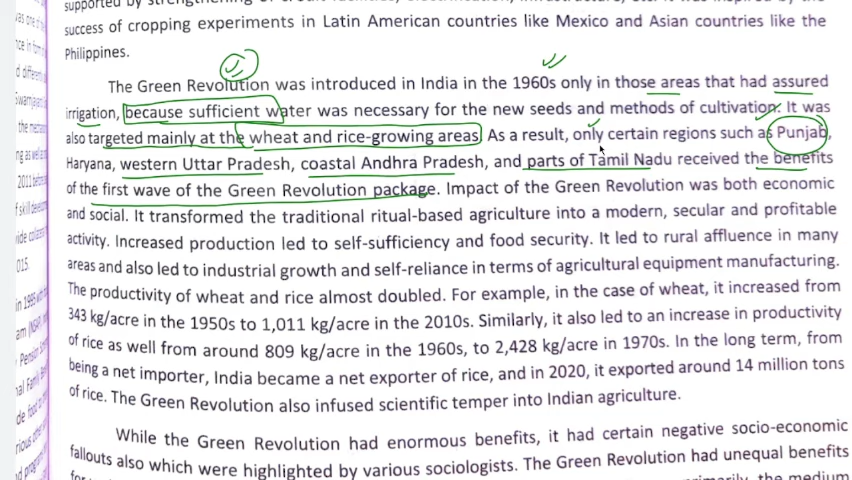 supported by strengthening of credit facilities, electrification, infrastructure, etc. It was inspired by the
success of cropping experiments in Latin American countries like Mexico and Asian countries like the
Philippines.
The Green Revolution was introduced in India in the 1960s only in those areas that had assured
irrigation, because sufficient water was necessary for the new seeds and methods of cultivation. It was
also targeted mainly at the wheat and rice-growing areas. As a result, only certain regions such as Punjab,
Haryana, western Uttar Pradesh, coastal Andhra Pradesh, and parts of Tamil Nadu received the benefits
of the first wave of the Green Revolution package. Impact of the Green Revolution was both economic
and social. It transformed the traditional ritual-based agriculture into a modern, secular and profitable
activity. Increased production led to self-sufficiency and food security. It led to rural affluence in many
areas and also led to industrial growth and self-reliance in terms of agricultural equipment manufacturing.
The productivity of wheat and rice almost doubled. For example, in the case of wheat, it increased from
343 kg/acre in the 1950s to 1,011 kg/acre in the 2010s. Similarly, it also led to an increase in productivity
of rice as well from around 809 kg/acre in the 1960s, to 2,428 kg/acre in 1970s. In the long term, from
being a net importer, India became a net exporter of rice, and in 2020, it exported around 14 million tons
of rice. The Green Revolution also infused scientific temper into Indian agriculture.
While the Green Revolution had enormous benefits, it had certain negative socio-economic
fallouts also which were highlighted by various sociologists. The Green Revolution had unequal benefits
the medium